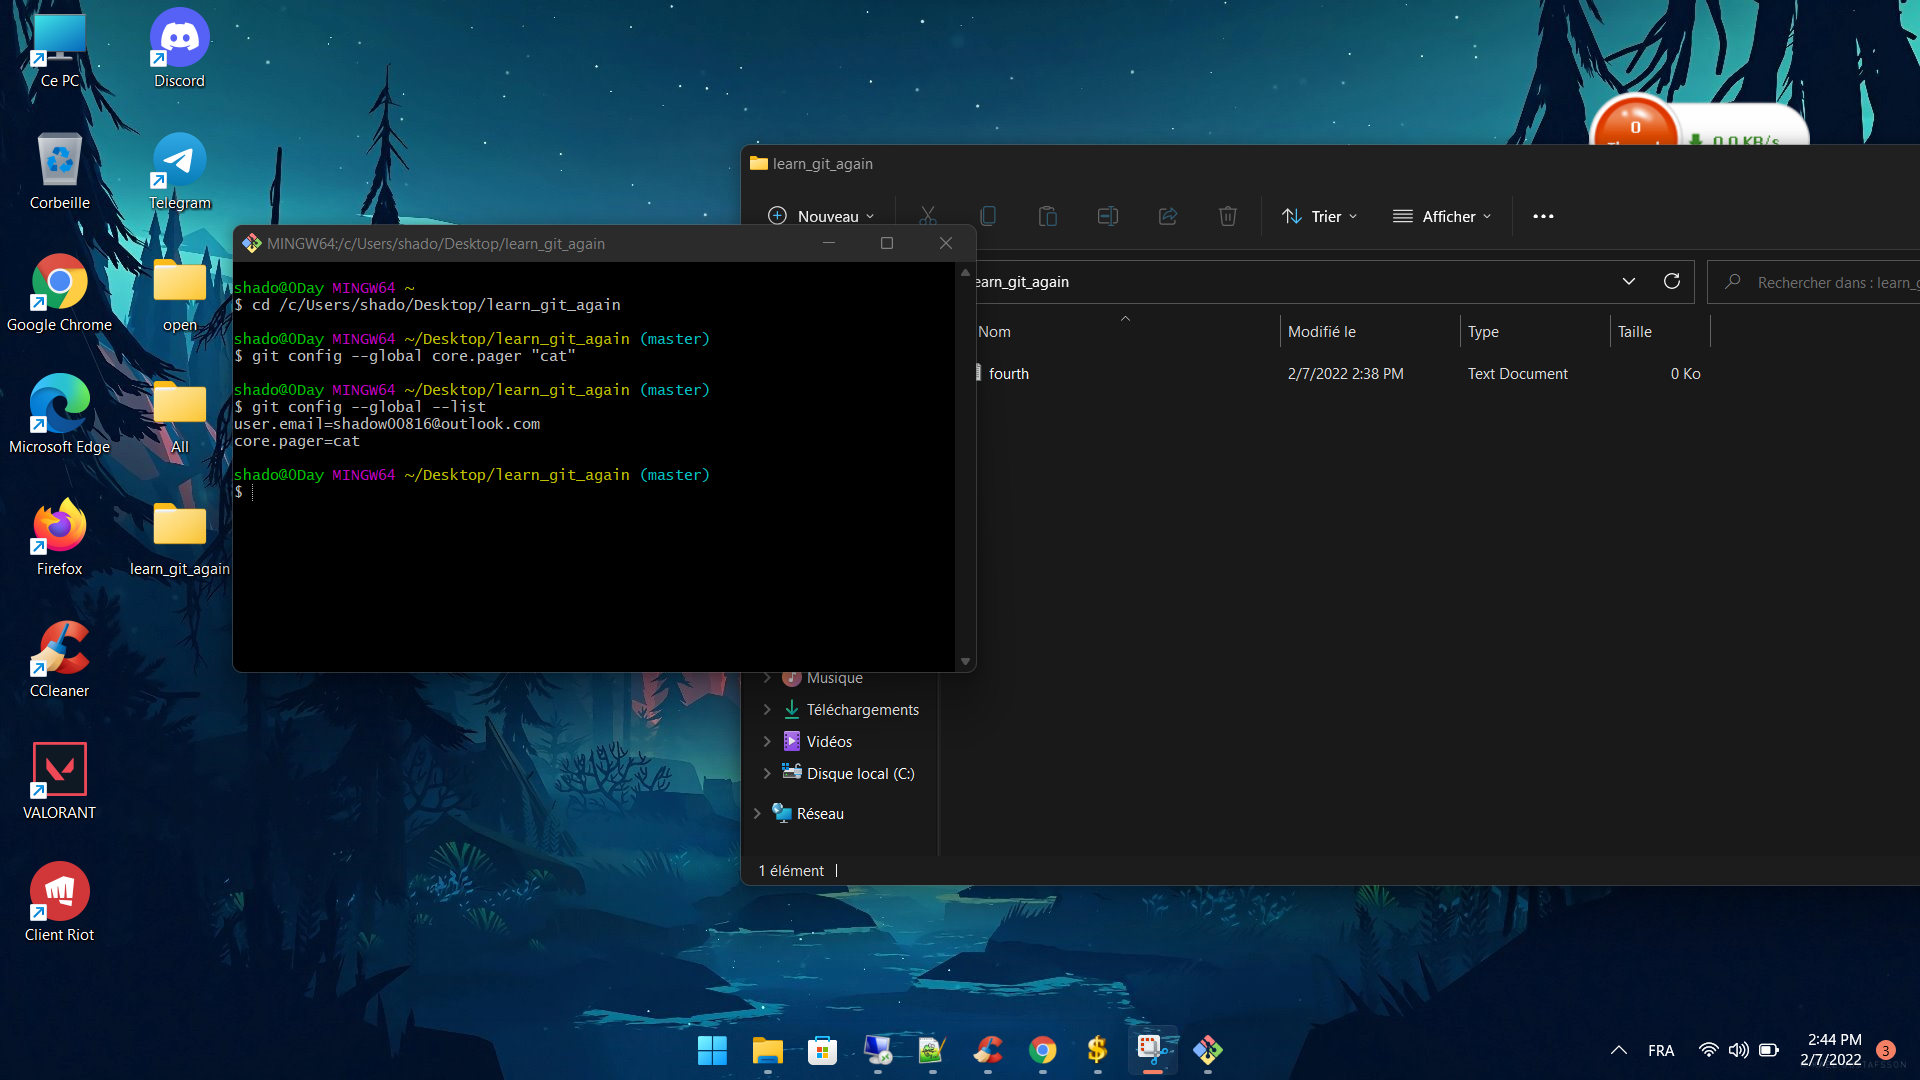 Ce PC
Discord
Corbeille
Telegram
Google Chrome
open
Microsoft Edge
All
Firefox
learn_git_again
CCleaner
VALORANT
Client Riot
0
0.0 KB/s
learn_git_again
Nouveau
Trier
Afficher
earn_git_again
Rechercher dans : learn_g
Nom
Modifié le
Type
Taille
fourth
2/7/2022 2:38 PM
Text Document
0 Ko
Musique
Téléchargements
Vidéos
Disque local (C:)
Réseau
1 élément
MINGW64:/c/Users/shado/Desktop/learn_git_again
shado@0Day MINGW64 ~
$ cd /c/Users/shado/Desktop/learn_git_again
shado@0Day MINGW64 ~/Desktop/learn_git_again (master)
$ git config --global core.pager "cat"
shado@0Day MINGW64 ~/Desktop/learn_git_again (master)
$ git config --global --list
user.email=shadow00816@outlook.com
core.pager=cat
shado@0Day MINGW64 ~/Desktop/learn_git_again (master)
$
FRA
2:44 PM
2/7/2022
3